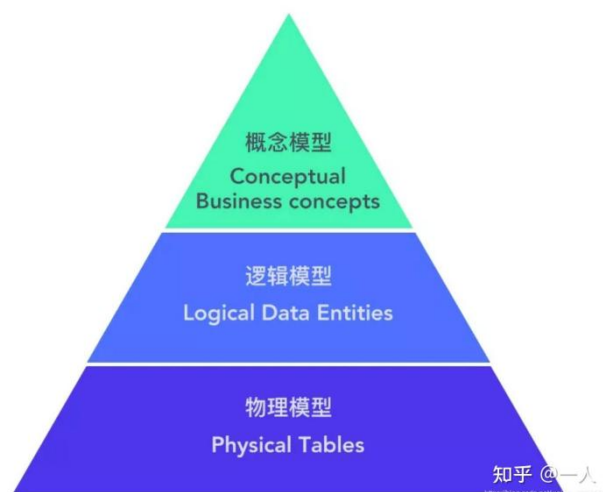 概念模型
Conceptual
Business concepts
逻辑模型
Logical Data Entities
物理模型
Physical Tables
知乎 @一人